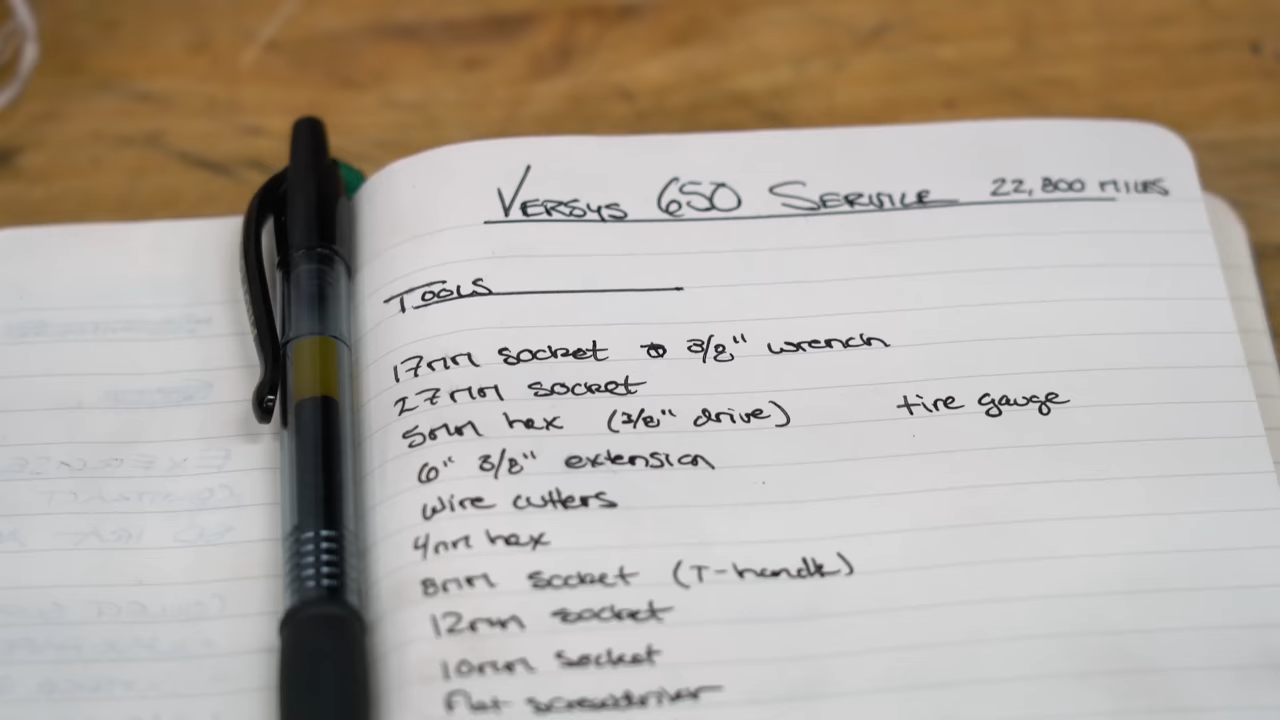 VERSYS 650 SERVICE 22,800 MILES
TOOLS
17mm socket & 3/8" wrench
27mm socket
5mm hex (3/8" drive) tire gauge
6" 3/8" extension
wire cutters
4mm hex
8mm socket (T-handle)
12mm socket
10mm socket
flat screwdriver